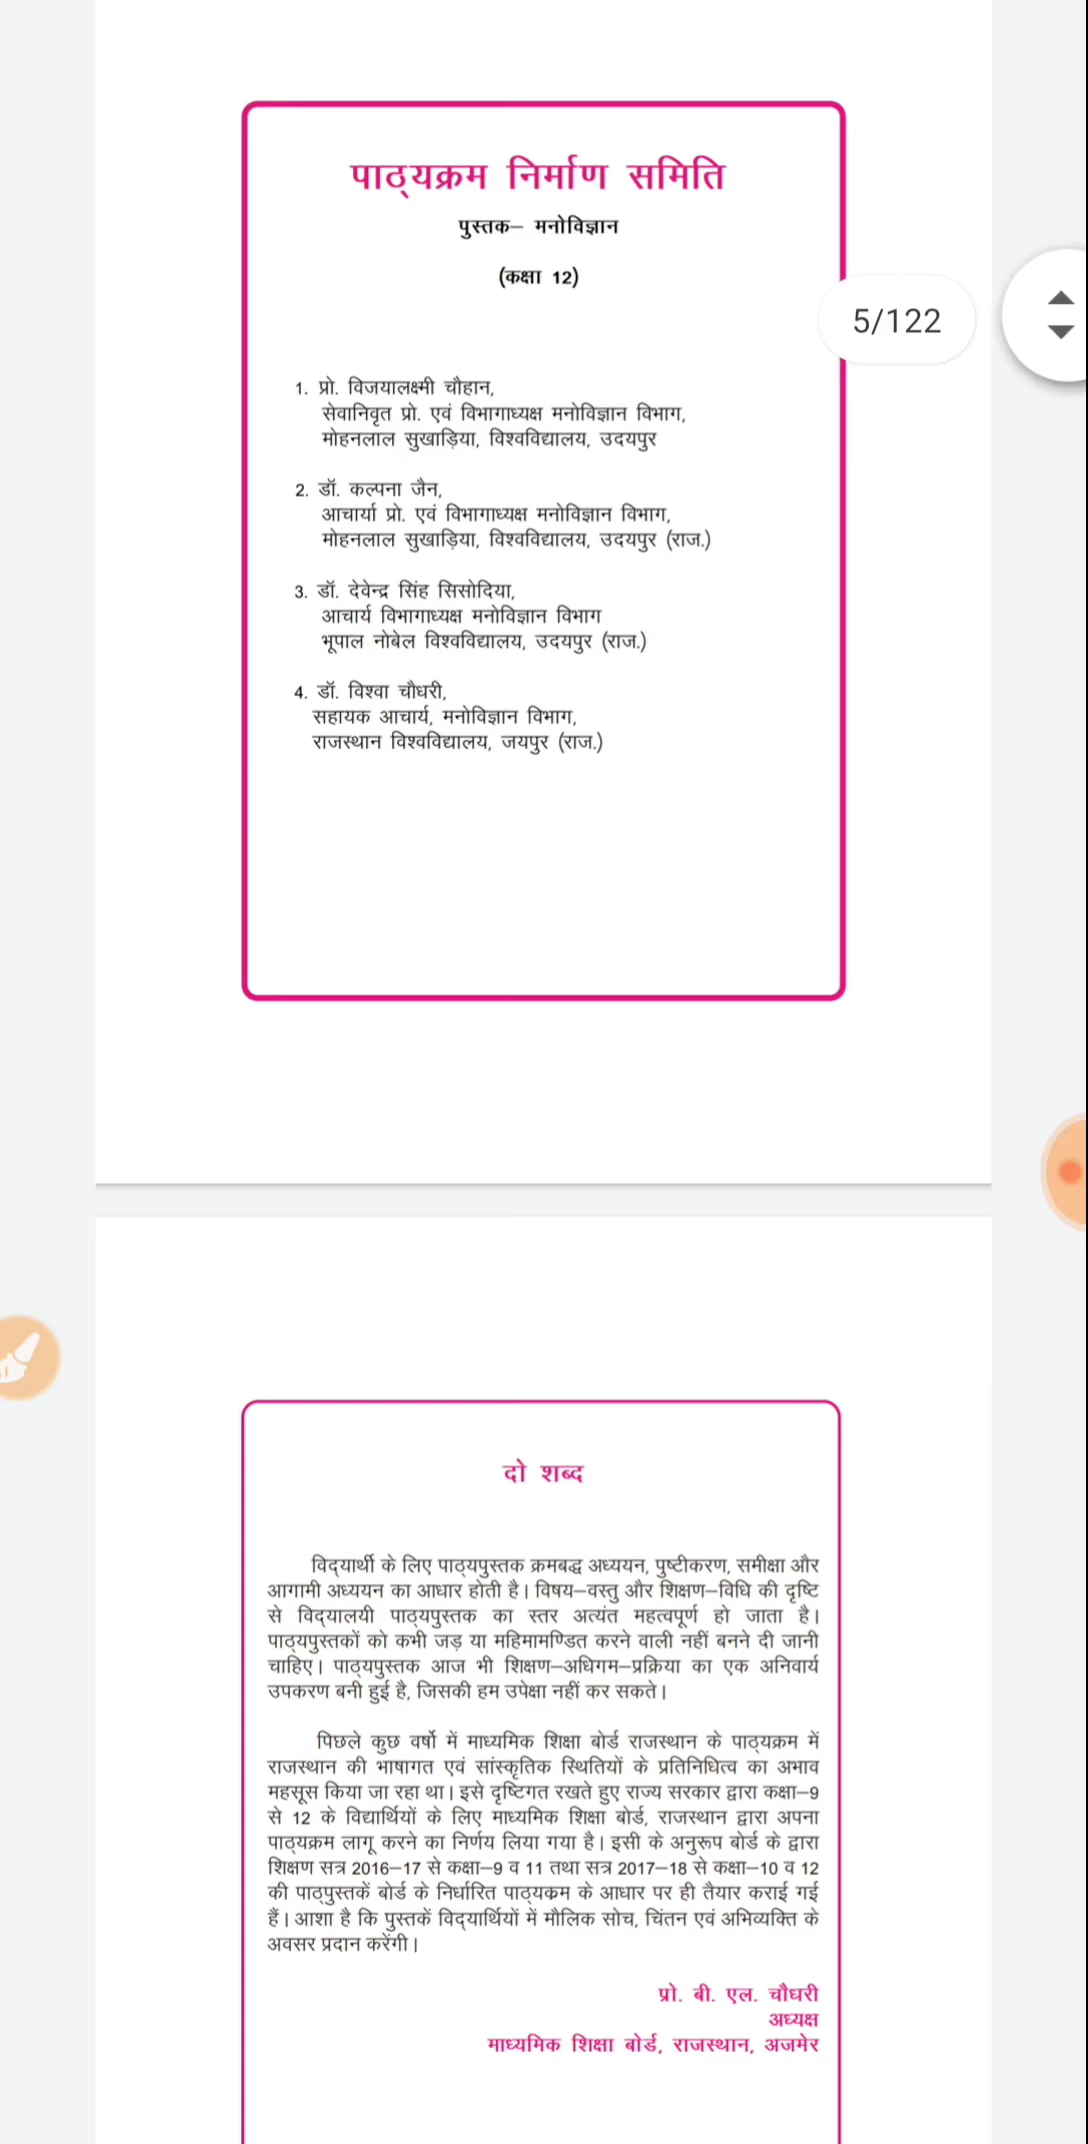 पाठ्यक्रम निर्माण समिति
पुस्तक– मनोविज्ञान
(कक्षा 12)
5/122
1. प्रो. विजयालक्ष्मी चौहान,
सेवानिवृत प्रो. एवं विभागाध्यक्ष मनोविज्ञान विभाग,
मोहनलाल सुखाड़िया, विश्वविद्यालय, उदयपुर
2. डॉ. कल्पना जैन,
आचार्या प्रो. एवं विभागाध्यक्ष मनोविज्ञान विभाग,
मोहनलाल सुखाड़िया, विश्वविद्यालय, उदयपुर (राज.)
3. डॉ. देवेन्द्र सिंह सिसोदिया,
आचार्य विभागाध्यक्ष मनोविज्ञान विभाग
भूपाल नोबेल विश्वविद्यालय, उदयपुर (राज.)
4. डॉ. विश्वा चौधरी,
सहायक आचार्य, मनोविज्ञान विभाग,
राजस्थान विश्वविद्यालय, जयपुर (राज.)
दो शब्द
विद्यार्थी के लिए पाठ्यपुस्तक क्रमबद्ध अध्ययन, पुष्टीकरण, समीक्षा और
आगामी अध्ययन का आधार होती है। विषय–वस्तु और शिक्षण–विधि की दृष्टि
से विद्यालयी पाठ्यपुस्तक का स्तर अत्यंत महत्वपूर्ण हो जाता है।
पाठ्यपुस्तकों को कभी जड़ या महिमामण्डित करने वाली नहीं बनने दी जानी
चाहिए। पाठ्यपुस्तक आज भी शिक्षण–अधिगम–प्रक्रिया का एक अनिवार्य
उपकरण बनी हुई है, जिसकी हम उपेक्षा नहीं कर सकते।
पिछले कुछ वर्षो में माध्यमिक शिक्षा बोर्ड राजस्थान के पाठ्यक्रम में
राजस्थान की भाषागत एवं सांस्कृतिक स्थितियों के प्रतिनिधित्व का अभाव
महसूस किया जा रहा था। इसे दृष्टिगत रखते हुए राज्य सरकार द्वारा कक्षा–9
से 12 के विद्यार्थियों के लिए माध्यमिक शिक्षा बोर्ड, राजस्थान द्वारा अपना
पाठ्यक्रम लागू करने का निर्णय लिया गया है। इसी के अनुरूप बोर्ड के द्वारा
शिक्षण सत्र 2016–17 से कक्षा–9 व 11 तथा सत्र 2017–18 से कक्षा–10 व 12
की पाठ्पुस्तकें बोर्ड के निर्धारित पाठ्यक्रम के आधार पर ही तैयार कराई गई
हैं। आशा है कि पुस्तकें विद्यार्थियों में मौलिक सोच, चिंतन एवं अभिव्यक्ति के
अवसर प्रदान करेंगी।
प्रो. बी. एल. चौधरी
अध्यक्ष
माध्यमिक शिक्षा बोर्ड, राजस्थान, अजमेर